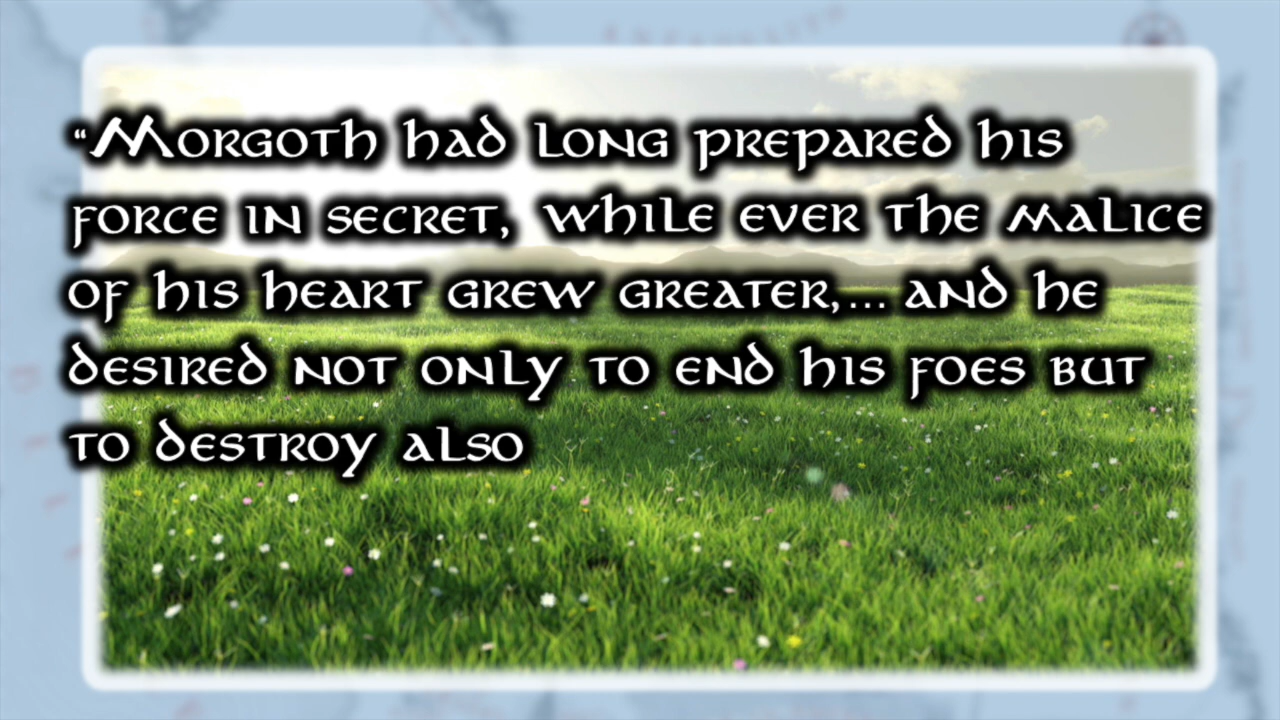 “Morgoth had long prepared his
force in secret, while ever the malice
of his heart grew greater,... and he
desired not only to end his foes but
to destroy also